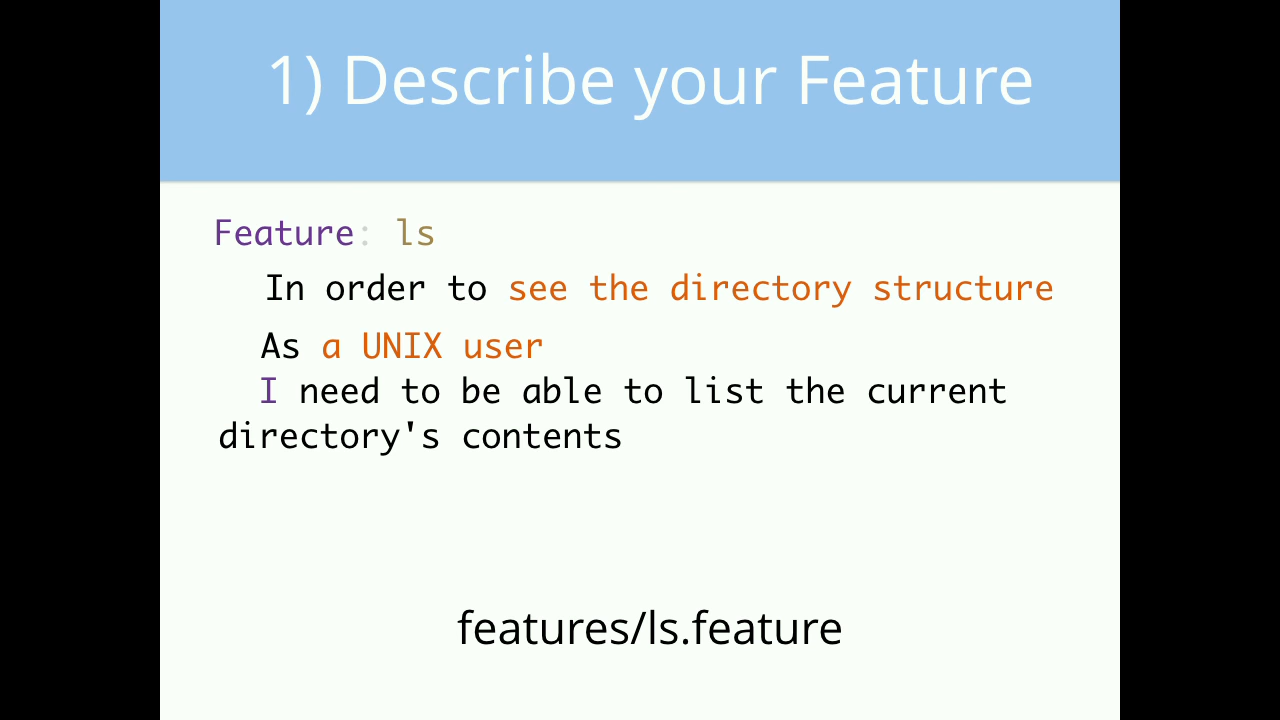 1) Describe your Feature
Feature: ls
In order to see the directory structure
As a UNIX user
I need to be able to list the current
directory's contents
features/ls.feature